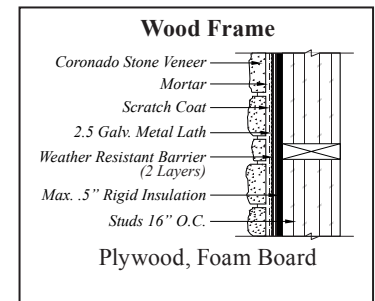 Wood Frame
Coronado Stone Veneer
Mortar
Scratch Coat
2.5 Galv. Metal Lath
Weather Resistant Barrier
(2 Layers)
Max. .5” Rigid Insulation
Studs 16” O.C.
Plywood, Foam Board